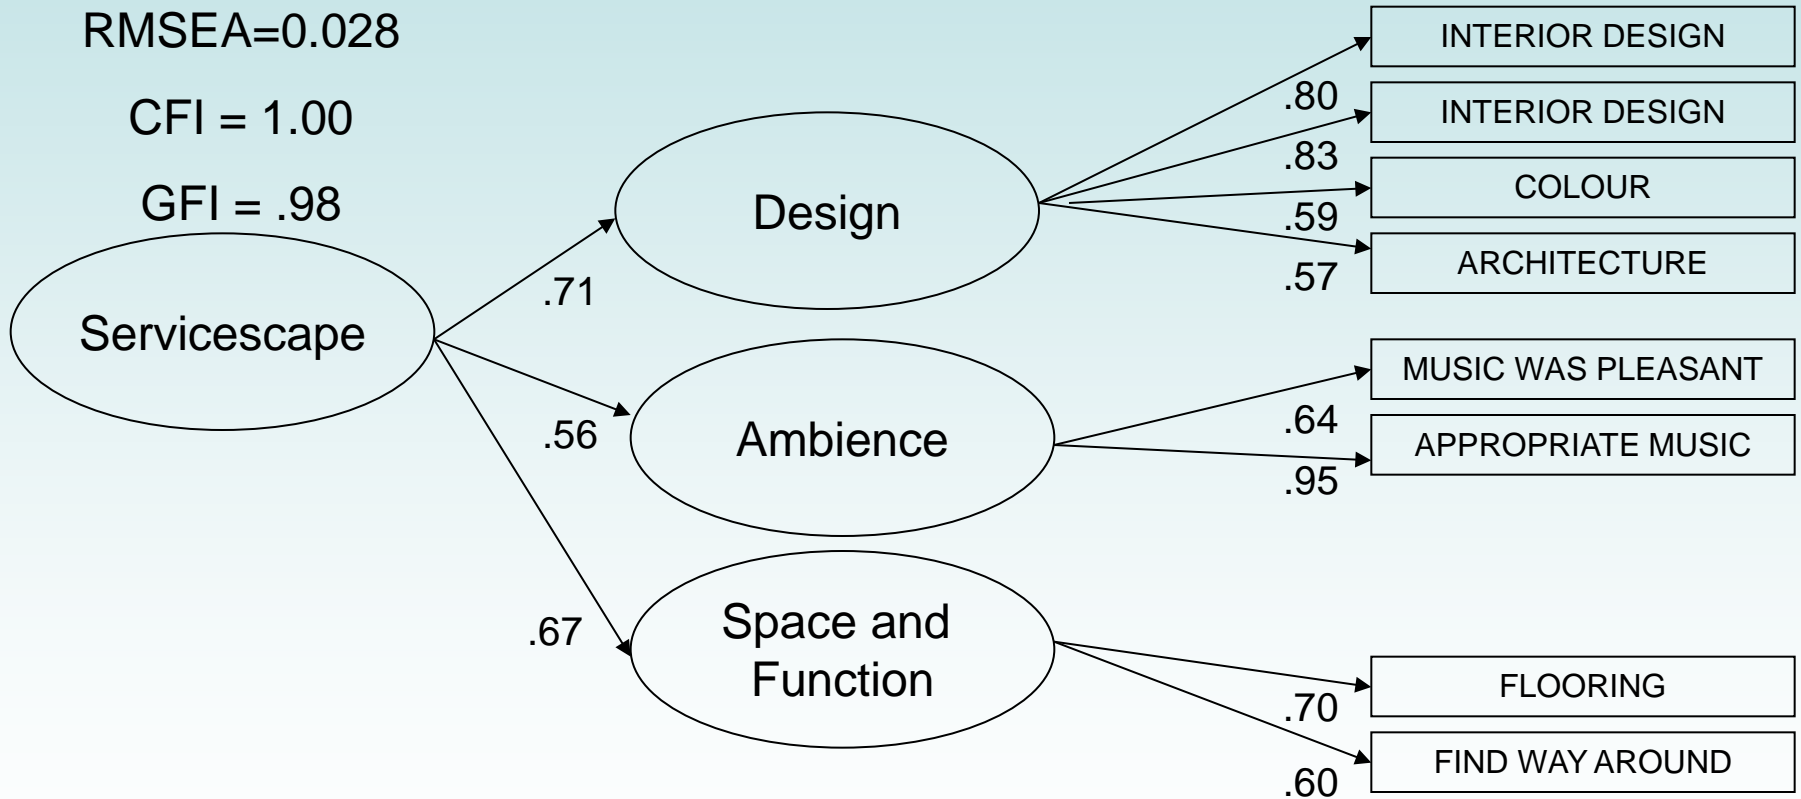 RMSEA=0.028
CFI = 1.00
GFI = .98
Servicescape
.71
.56
.67
Design
Ambience
Space and
Function
.80
.83
.59
.57
.64
.95
.70
.60
INTERIOR DESIGN
INTERIOR DESIGN
COLOUR
ARCHITECTURE
MUSIC WAS PLEASANT
APPROPRIATE MUSIC
FLOORING
FIND WAY AROUND